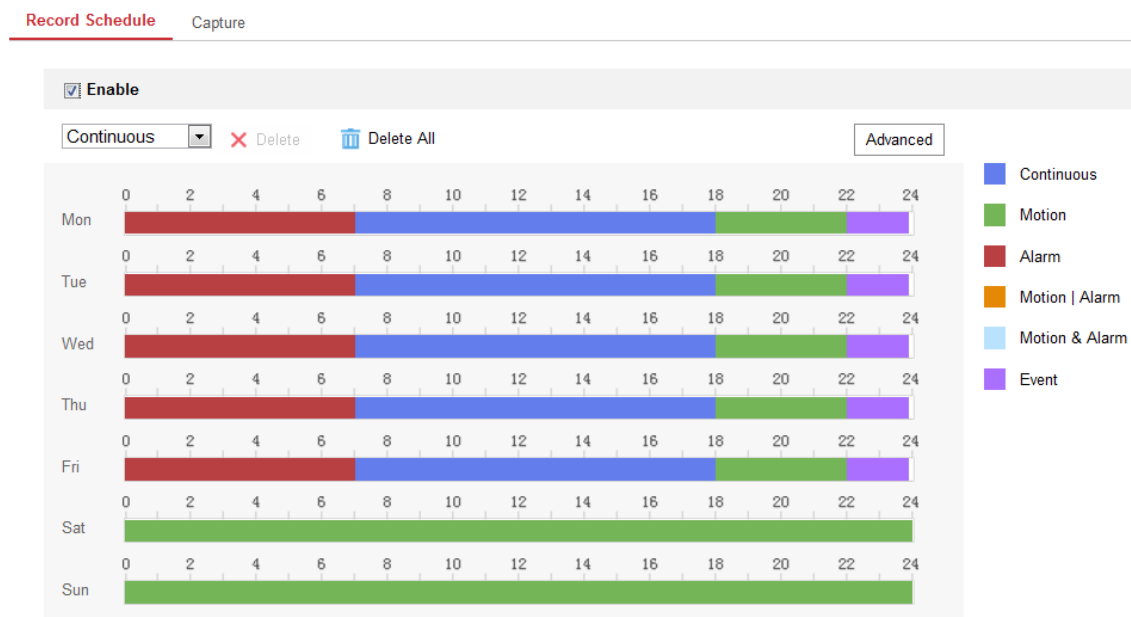 Record Schedule Capture
Enable
Continuous Delete Delete All Advanced
0 2 4 6 8 10 12 14 16 18 20 22 24
Mon
0 2 4 6 8 10 12 14 16 18 20 22 24
Tue
0 2 4 6 8 10 12 14 16 18 20 22 24
Wed
0 2 4 6 8 10 12 14 16 18 20 22 24
Thu
0 2 4 6 8 10 12 14 16 18 20 22 24
Fri
0 2 4 6 8 10 12 14 16 18 20 22 24
Sat
0 2 4 6 8 10 12 14 16 18 20 22 24
Sun
Continuous
Motion
Alarm
Motion | Alarm
Motion & Alarm
Event